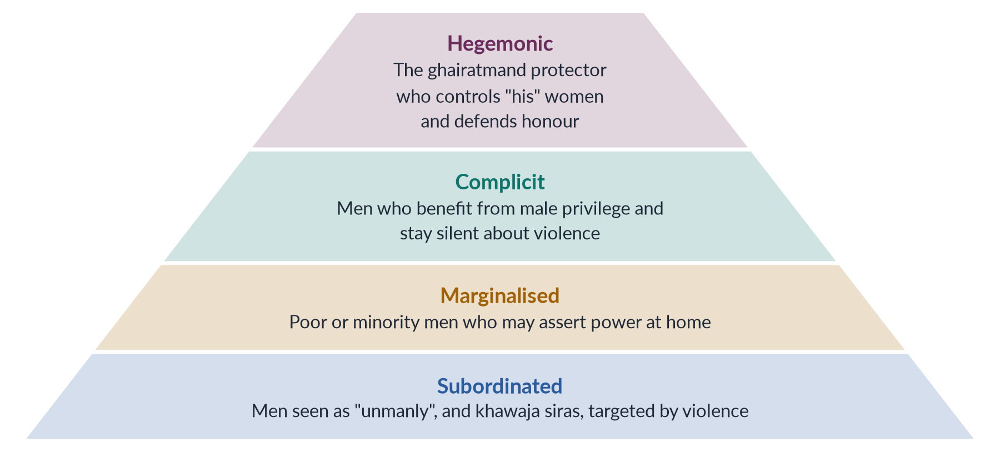 Hegemonic
The ghairatmand protector
who controls "his" women
and defends honour
Complicit
Men who benefit from male privilege and
stay silent about violence
Marginalised
Poor or minority men who may assert power at home
Subordinated
Men seen as "unmanly", and khawaja siras, targeted by violence